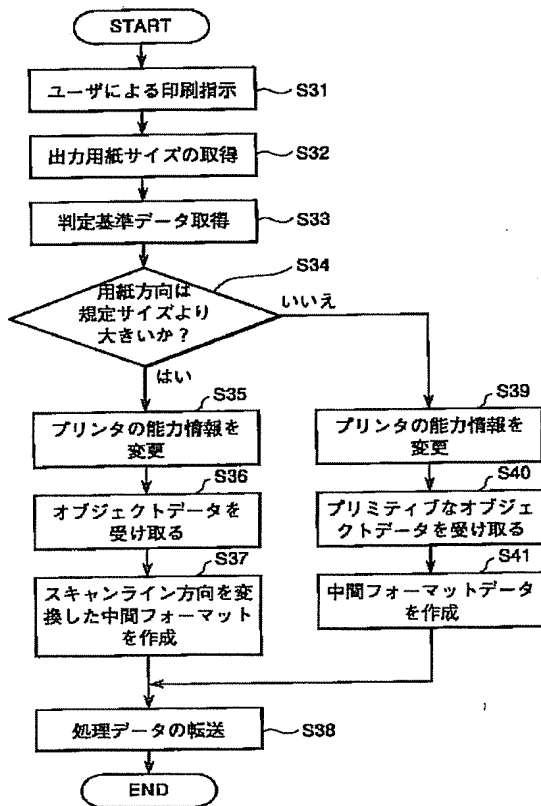 START
ユーザによる印刷指示
S31
出力用紙サイズの取得
S32
判定基準データ取得
S33
S34
用紙方向は
規定サイズより
大きいか?
いいえ
はい
S35
プリンタの能力情報を
変更
S36
オブジェクトデータを
受け取る
S37
スキャンライン方向を変
換した中間フォーマット
を作成
S39
プリンタの能力情報を
変更
S40
プリミティブなオブジェ
クトデータを受け取る
S41
中間フォーマットデータ
を作成
処理データの転送
S38
END